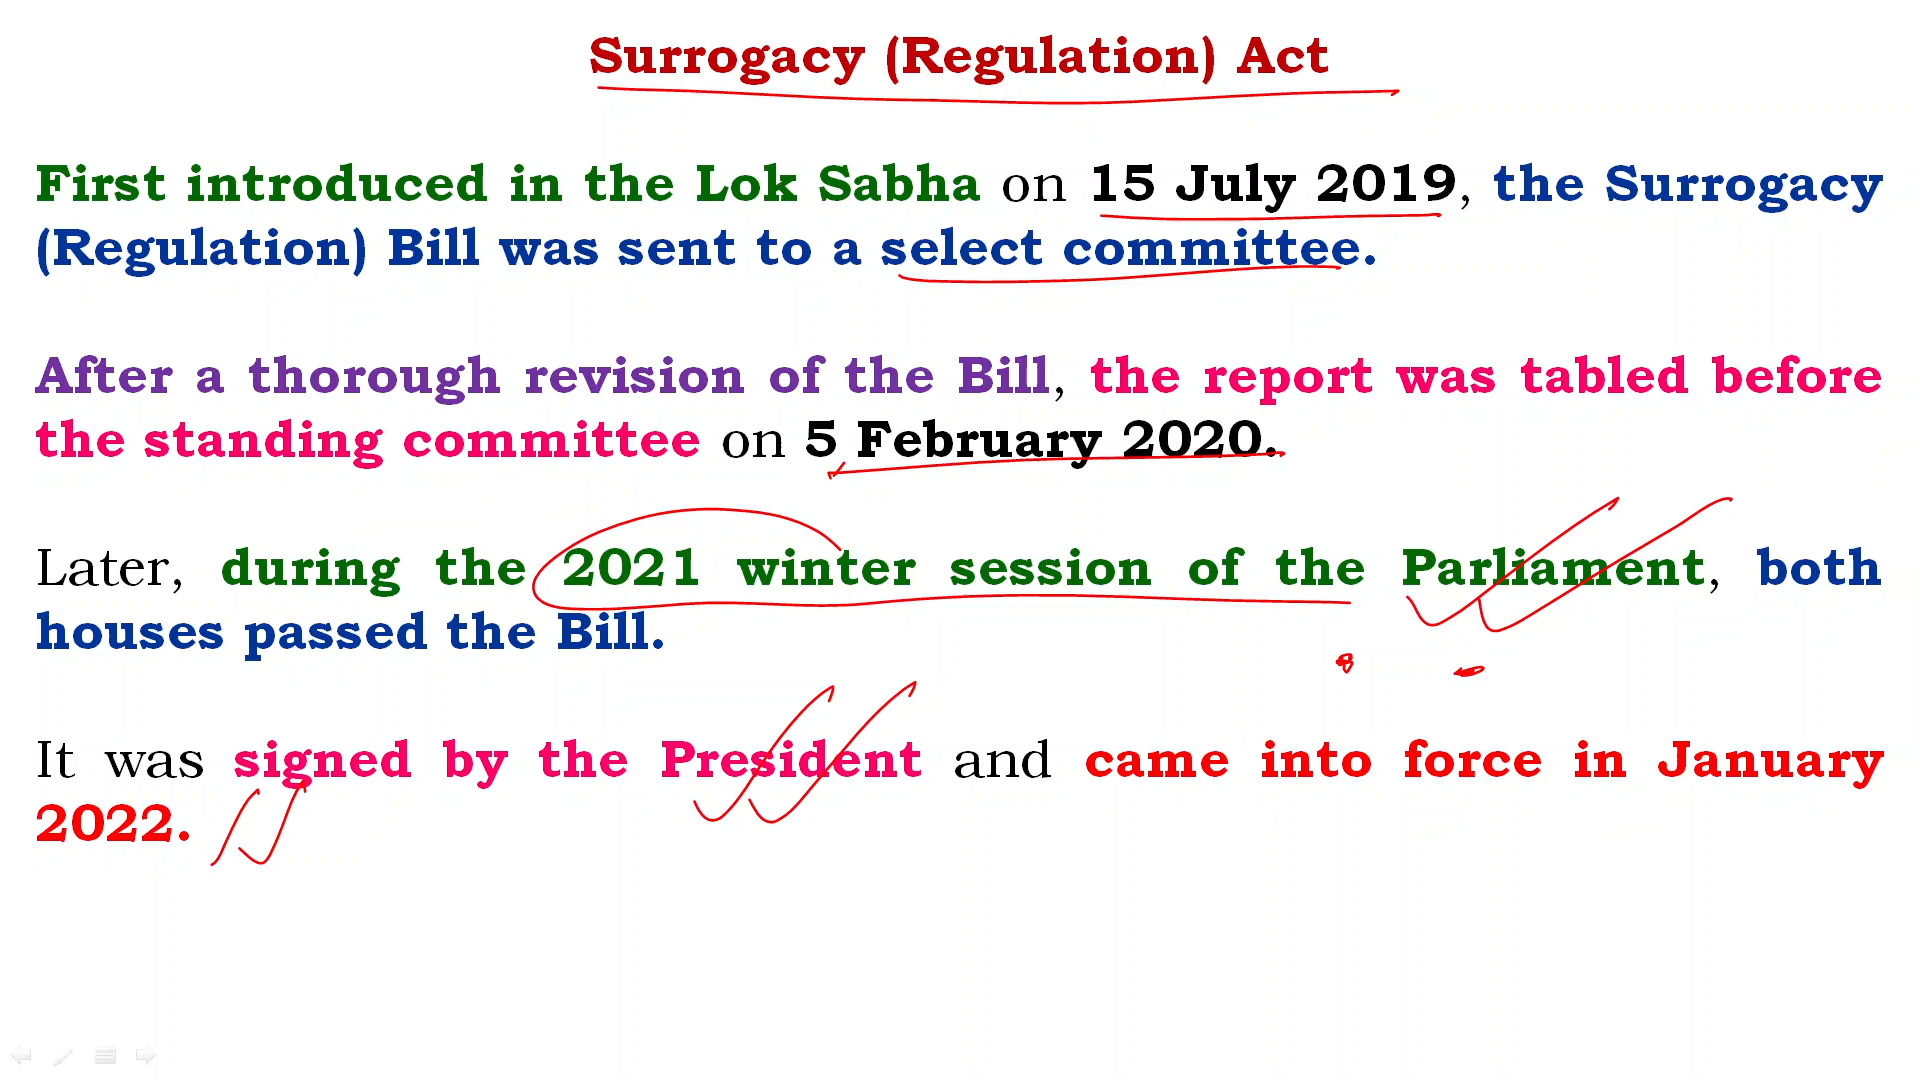 Surrogacy (Regulation) Act
First introduced in the Lok Sabha on 15 July 2019, the Surrogacy
(Regulation) Bill was sent to a select committee.
After a thorough revision of the Bill, the report was tabled before
the standing committee on 5 February 2020.
Later, during the 2021 winter session of the Parliament, both
houses passed the Bill.
It was signed by the President and came into force in January
2022.